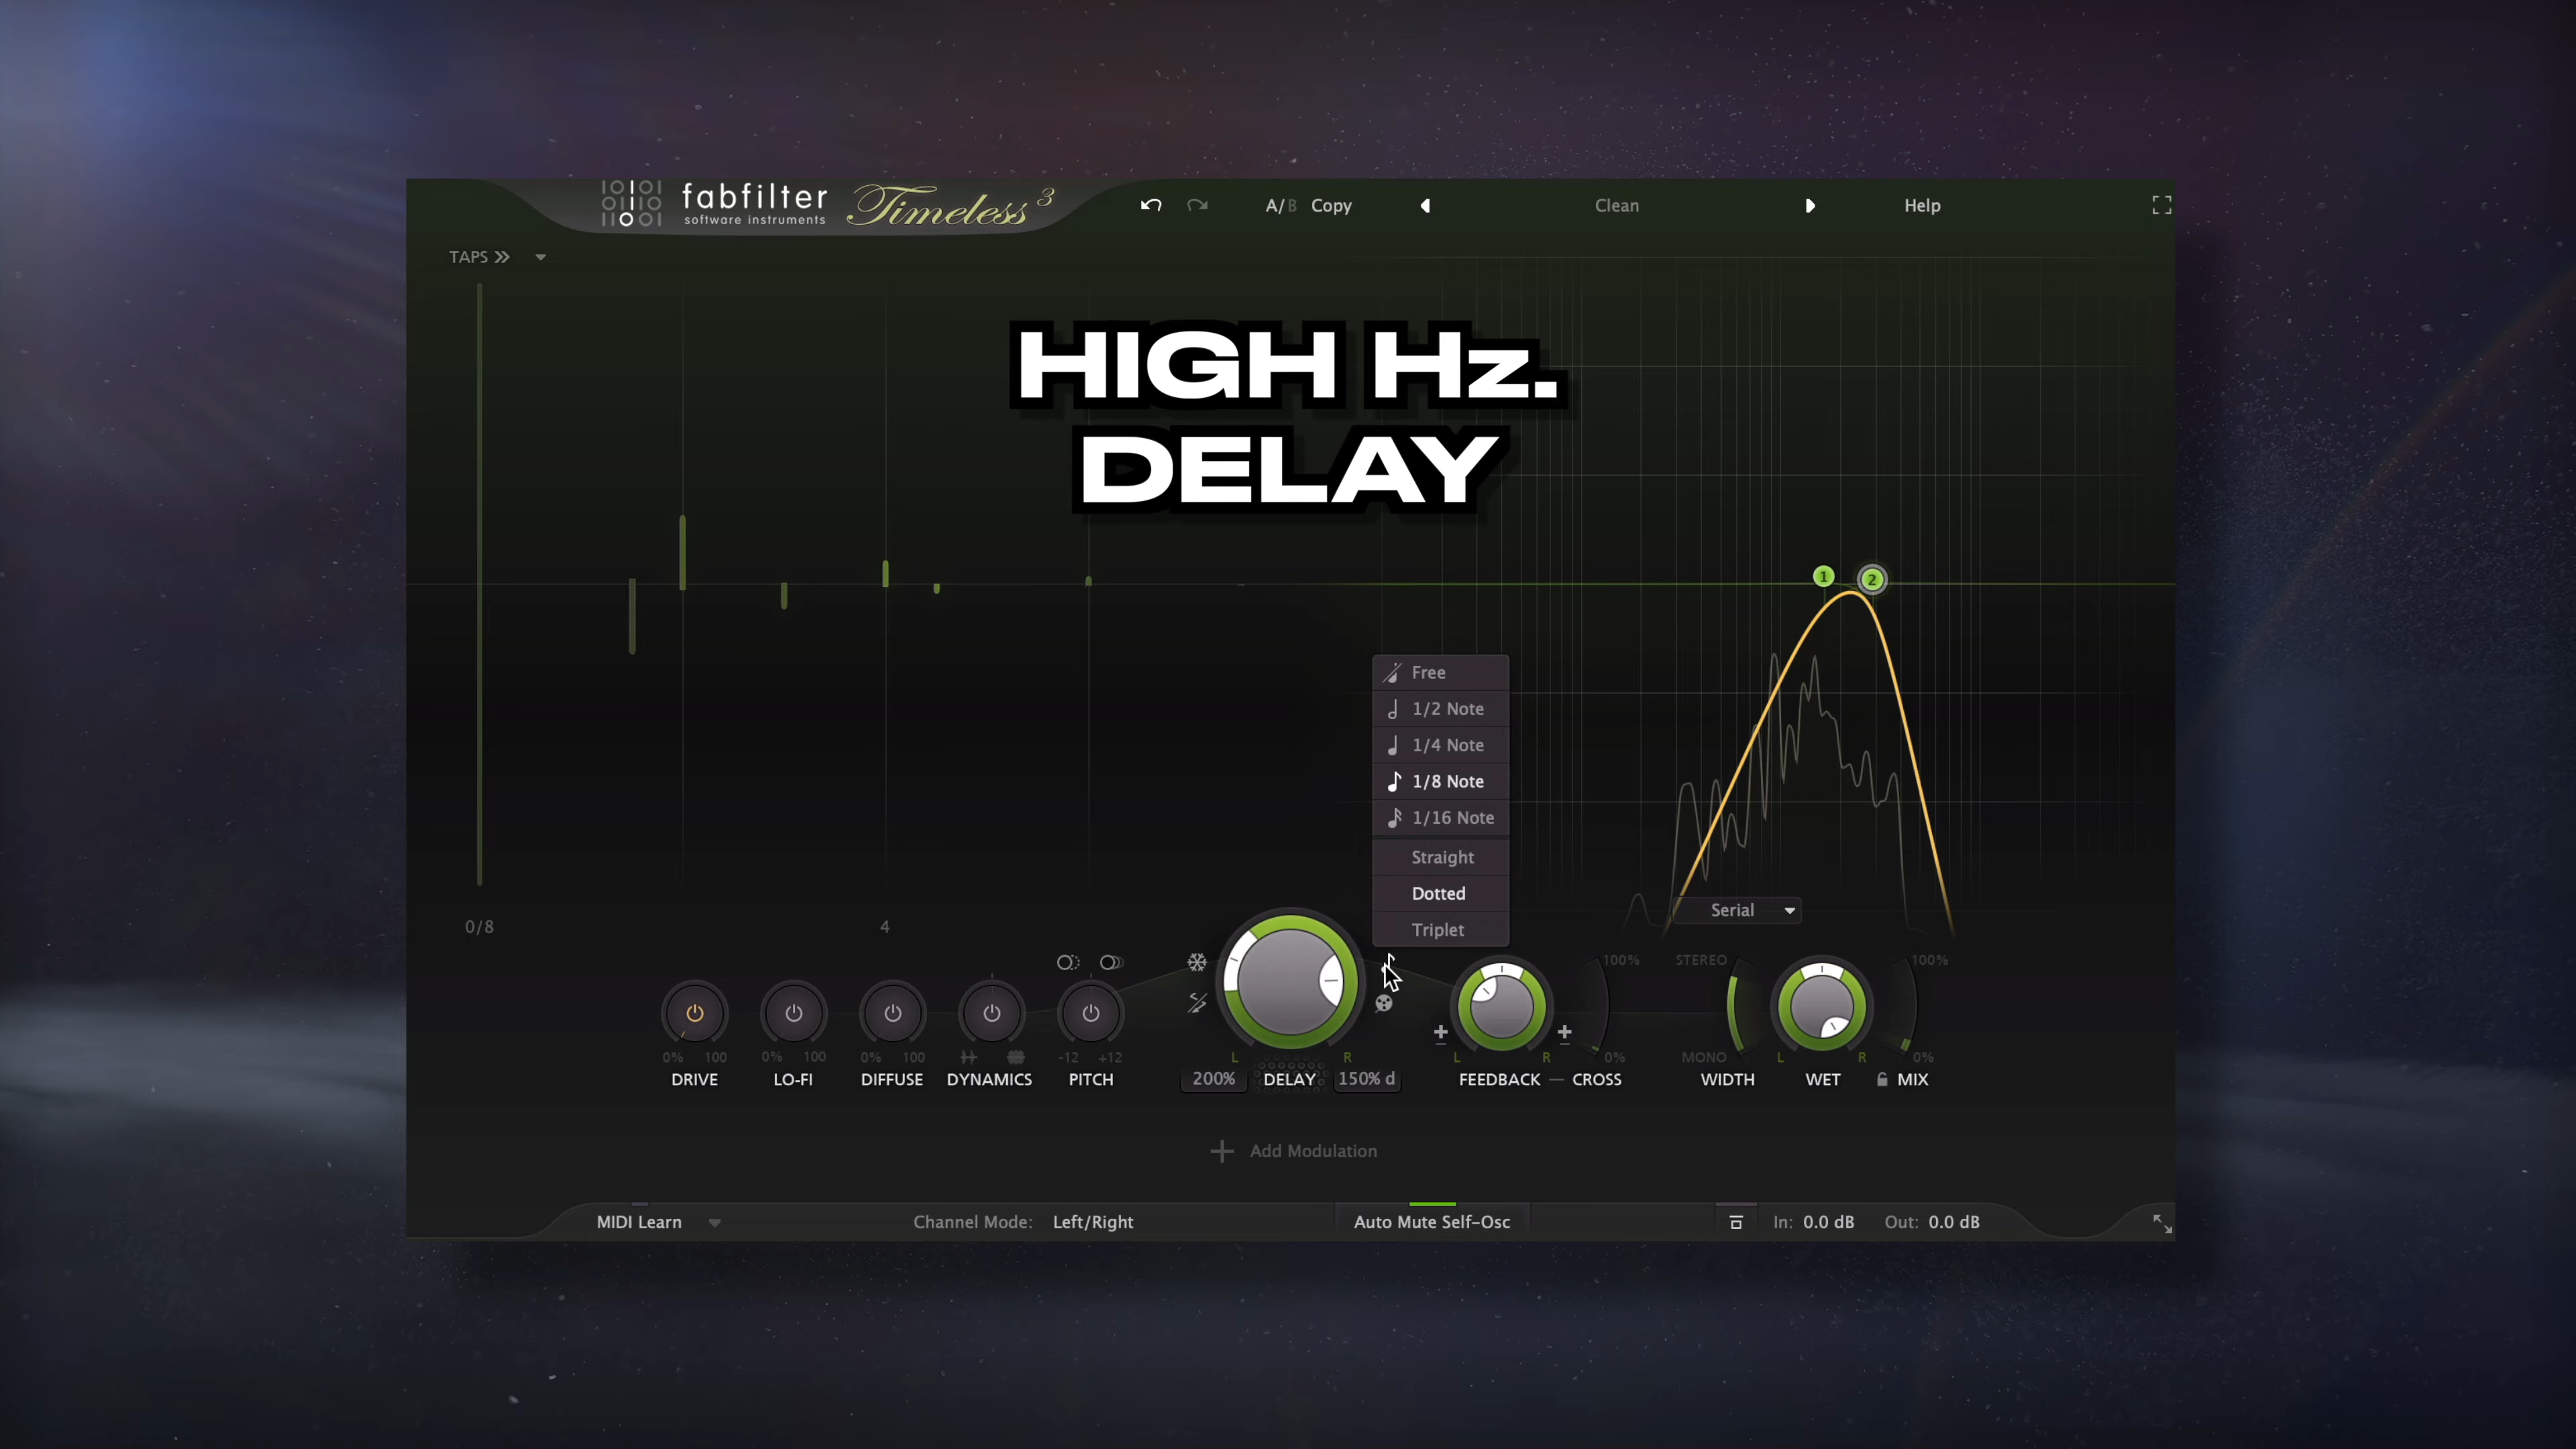 fabfilter
software instruments
Timeless 3
A/B Copy
Clean
Help
TAPS
HIGH Hz.
DELAY
1
2
Free
1/2 Note
1/4 Note
1/8 Note
1/16 Note
Straight
Dotted
Triplet
Serial
0/8
4
100%
STEREO
100%
0% 100
0% 100
0% 100
-12 +12
L
R
L
R
0%
MONO
L
R
0%
DRIVE
LO-FI
DIFFUSE
DYNAMICS
PITCH
200%
DELAY
150% d
FEEDBACK — CROSS
WIDTH
WET
MIX
Add Modulation
MIDI Learn
Channel Mode: Left/Right
Auto Mute Self-Osc
In: 0.0 dB
Out: 0.0 dB